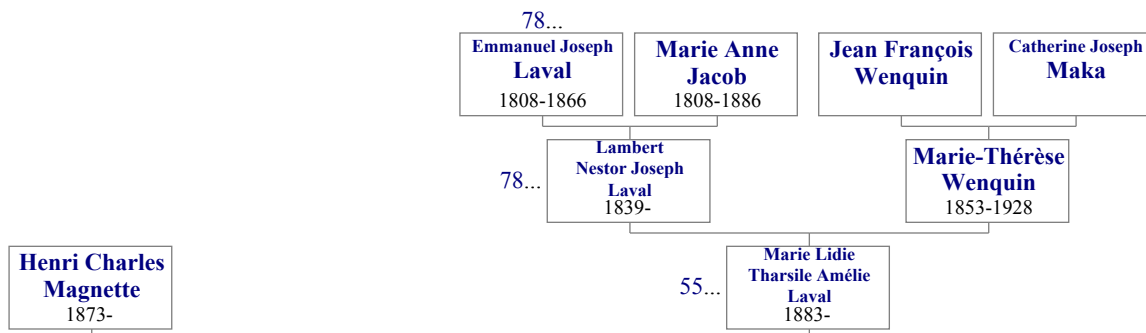 78...
Emmanuel Joseph
Laval
1808-1866
Marie Anne
Jacob
1808-1886
Jean François
Wenquin
Catherine Joseph
Maka
78...
Lambert
Nestor Joseph
Laval
1839-
Marie-Thérèse
Wenquin
1853-1928
Henri Charles
Magnette
1873-
55...
Marie Lidie
Tharsile Amélie
Laval
1883-